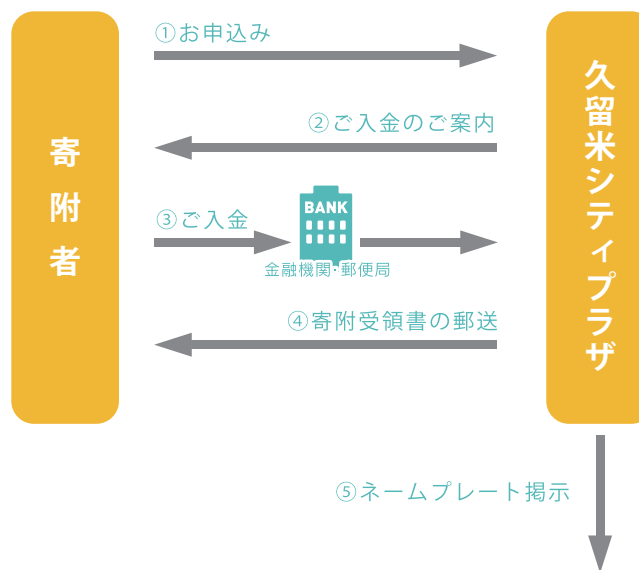 ①お申込み
②ご入金のご案内
寄附者
③ご入金
BANK
金融機関・郵便局
④寄附受領書の郵送
久留米シティプラザ
⑤ネームプレート掲示